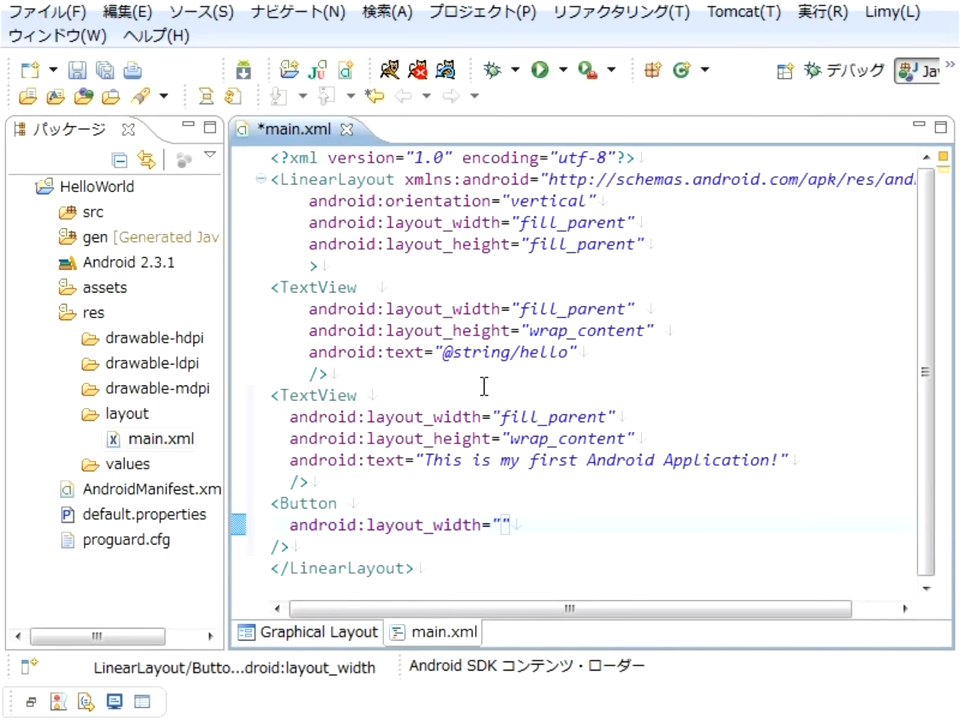 ファイル(F) 編集(E) ソース(S) ナビゲート(N) 検索(A) プロジェクト(P) リファクタリング(T) Tomcat(T) 実行(R) Limy(L)
ウィンドウ(W) ヘルプ(H)
デバッグ Ja
パッケージ
*main.xml
HelloWorld
src
gen [Generated Jav
Android 2.3.1
assets
res
drawable-hdpi
drawable-ldpi
drawable-mdpi
layout
main.xml
values
AndroidManifest.xm
default.properties
proguard.cfg
<?xml version="1.0" encoding="utf-8"?>
<LinearLayout xmlns:android="http://schemas.android.com/apk/res/and
android:orientation="vertical"
android:layout_width="fill_parent"
android:layout_height="fill_parent"
>
<TextView
android:layout_width="fill_parent"
android:layout_height="wrap_content"
android:text="@string/hello"
/>
<TextView
android:layout_width="fill_parent"
android:layout_height="wrap_content"
android:text="This is my first Android Application!"
/>
<Button
android:layout_width=""
/>
</LinearLayout>
Graphical Layout main.xml
LinearLayout/Butto...droid:layout_width Android SDK コンテンツ・ローダー